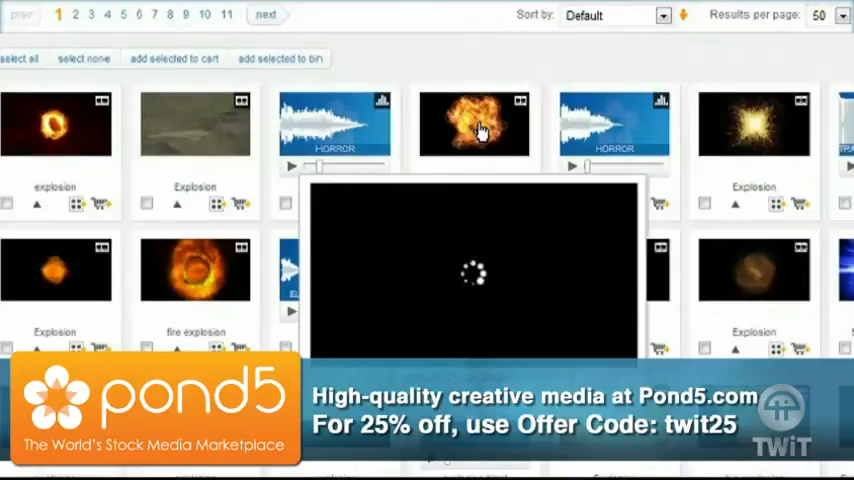 prev 1 2 3 4 5 6 7 8 9 10 11 next Sort by: Default Results per page: 50
select all select none add selected to cart add selected to bin
HORROR HORROR
explosion Explosion Explosion
Explosion fire explosion Explosion
pond5
The World's Stock Media Marketplace
High-quality creative media at Pond5.com
For 25% off, use Offer Code: twit25
TWiT